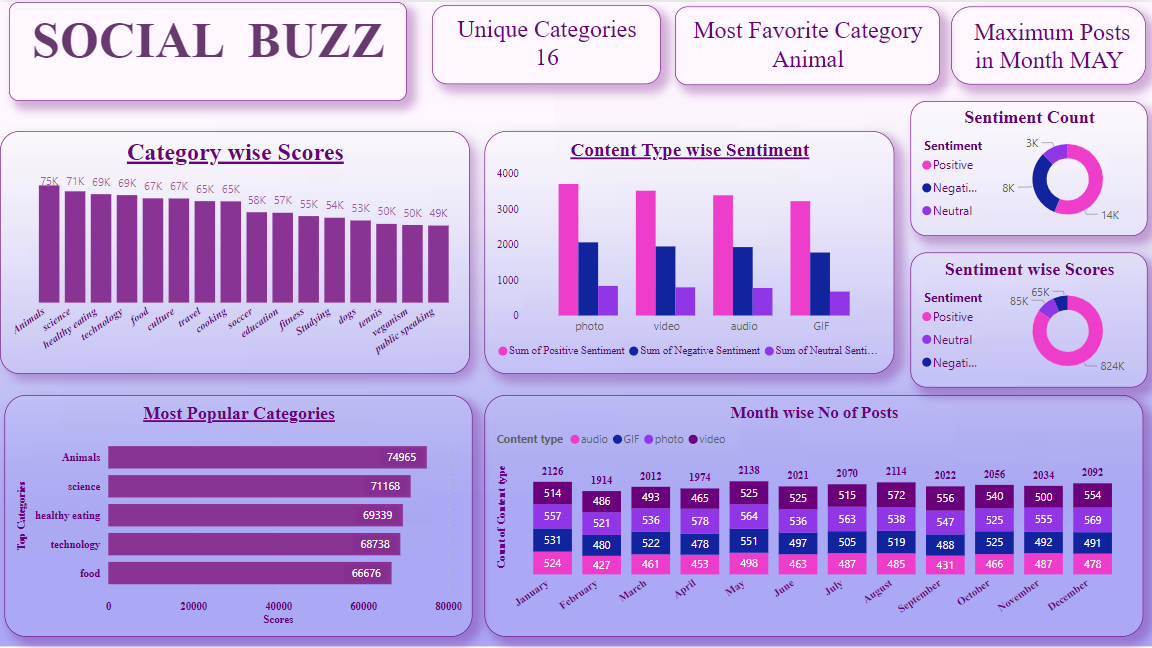 SOCIAL BUZZ
Unique Categories
16
Most Favorite Category
Animal
Maximum Posts
in Month MAY
Category wise Scores
75K 71K 69K 69K 67K 67K 65K 65K 58K 57K 55K 54K 53K 50K 50K 49K
Animals science healthy eating technology food culture travel cooking soccer education fitness Studying dogs tennis veganism public speaking
Content Type wise Sentiment
4000
3000
2000
1000
0
photo video audio GIF
Sum of Positive Sentiment Sum of Negative Sentiment Sum of Neutral Senti...
Sentiment Count
Sentiment
Positive
Negati...
Neutral
3K
8K
14K
Sentiment wise Scores
Sentiment
Positive
Neutral
Negati...
65K
85K
824K
Most Popular Categories
Top Categories
Animals 74965
science 71168
healthy eating 69339
technology 68738
food 66676
0 20000 40000 60000 80000
Scores
Month wise No of Posts
Content type audio GIF photo video
Count of Content type
2126 1914 2012 1974 2138 2021 2070 2114 2022 2056 2034 2092
514 486 493 465 525 525 515 572 556 540 500 554
557 521 536 578 564 536 563 538 547 525 555 569
531 480 522 478 551 497 505 519 488 525 492 491
524 427 461 453 498 463 487 485 431 466 487 478
January February March April May June July August September October November December